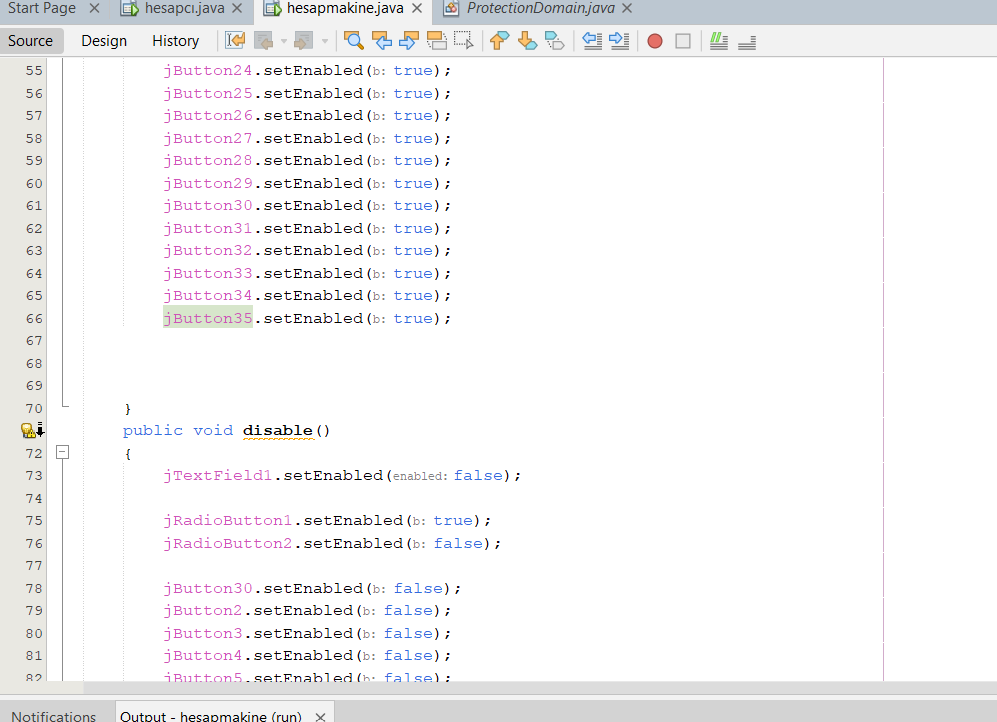 Start Page hesapcı.java hesapmakine.java ProtectionDomain.java
Source Design History
55 jButton24.setEnabled(b: true);
56 jButton25.setEnabled(b: true);
57 jButton26.setEnabled(b: true);
58 jButton27.setEnabled(b: true);
59 jButton28.setEnabled(b: true);
60 jButton29.setEnabled(b: true);
61 jButton30.setEnabled(b: true);
62 jButton31.setEnabled(b: true);
63 jButton32.setEnabled(b: true);
64 jButton33.setEnabled(b: true);
65 jButton34.setEnabled(b: true);
66 jButton35.setEnabled(b: true);
67
68
69
70 }
public void disable()
72 {
73 jTextField1.setEnabled(enabled: false);
74
75 jRadioButton1.setEnabled(b: true);
76 jRadioButton2.setEnabled(b: false);
77
78 jButton30.setEnabled(b: false);
79 jButton2.setEnabled(b: false);
80 jButton3.setEnabled(b: false);
81 jButton4.setEnabled(b: false);
82 jButton5.setEnabled(b: false);
Notifications Output - hesapmakine (run)